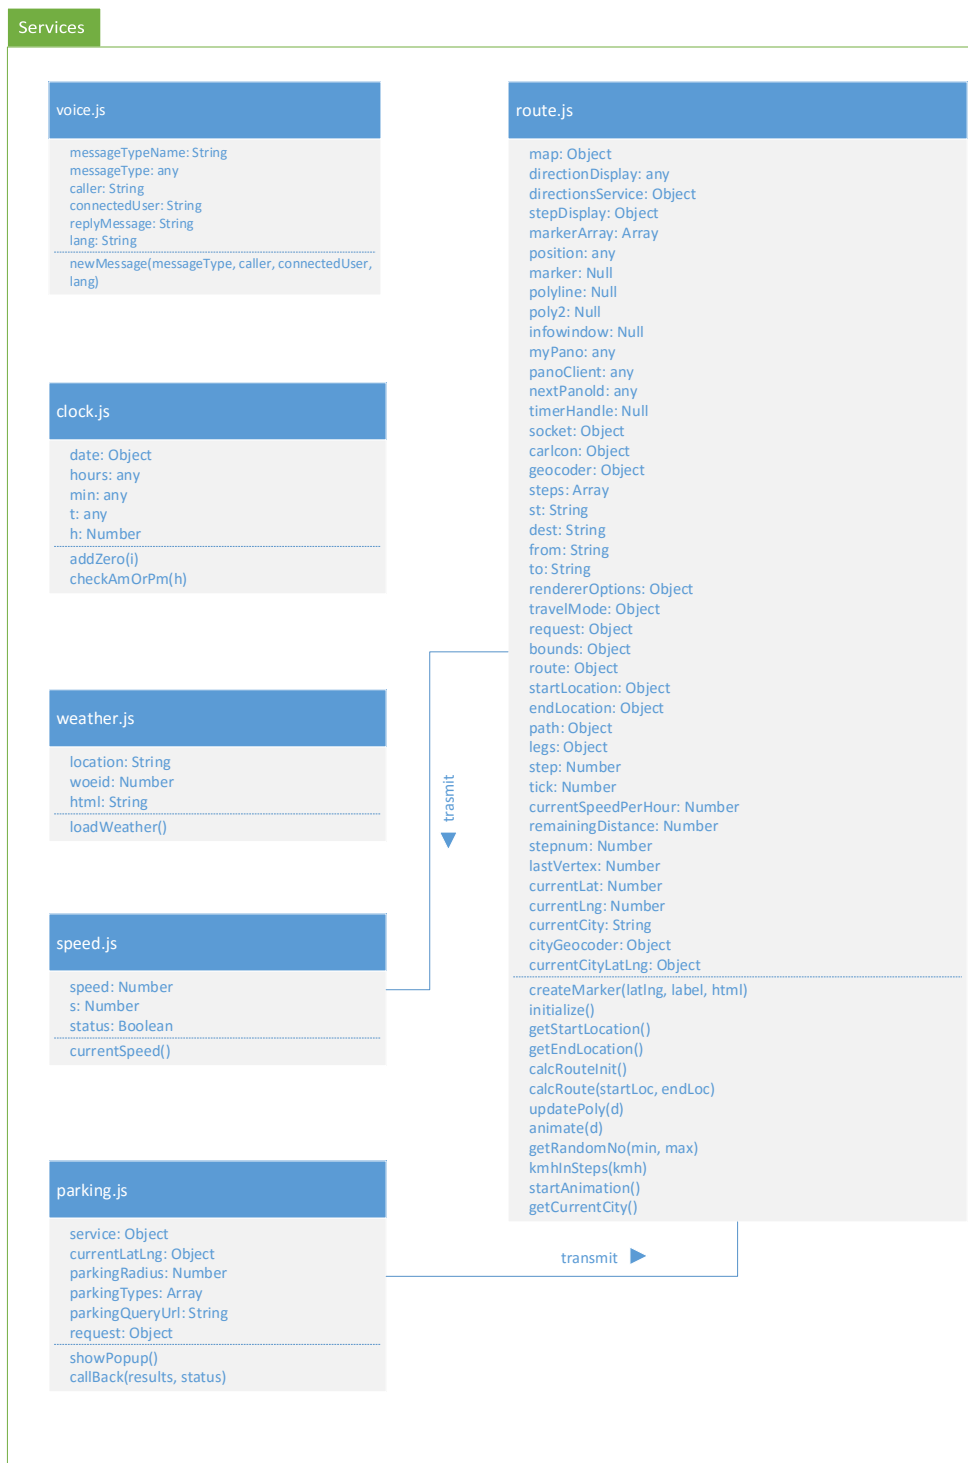 Services
voice.js
messageTypeName: String
messageType: any
caller: String
connectedUser: String
replyMessage: String
lang: String
newMessage(messageType, caller, connectedUser,
lang)
clock.js
date: Object
hours: any
min: any
t: any
h: Number
addZero(i)
checkAmOrPm(h)
weather.js
location: String
woeid: Number
html: String
loadWeather()
speed.js
speed: Number
s: Number
status: Boolean
currentSpeed()
parking.js
service: Object
currentLatLng: Object
parkingRadius: Number
parkingTypes: Array
parkingQueryUrl: String
request: Object
showPopup()
callBack(results, status)
trasmit
transmit
route.js
map: Object
directionDisplay: any
directionsService: Object
stepDisplay: Object
markerArray: Array
position: any
marker: Null
polyline: Null
poly2: Null
infowindow: Null
myPano: any
panoClient: any
nextPanoId: any
timerHandle: Null
socket: Object
carIcon: Object
geocoder: Object
steps: Array
st: String
dest: String
from: String
to: String
rendererOptions: Object
travelMode: Object
request: Object
bounds: Object
route: Object
startLocation: Object
endLocation: Object
path: Object
legs: Object
step: Number
tick: Number
currentSpeedPerHour: Number
remainingDistance: Number
stepnum: Number
lastVertex: Number
currentLat: Number
currentLng: Number
currentCity: String
cityGeocoder: Object
currentCityLatLng: Object
createMarker(latlng, label, html)
initialize()
getStartLocation()
getEndLocation()
calcRouteInit()
calcRoute(startLoc, endLoc)
updatePoly(d)
animate(d)
getRandomNo(min, max)
kmhInSteps(kmh)
startAnimation()
getCurrentCity()